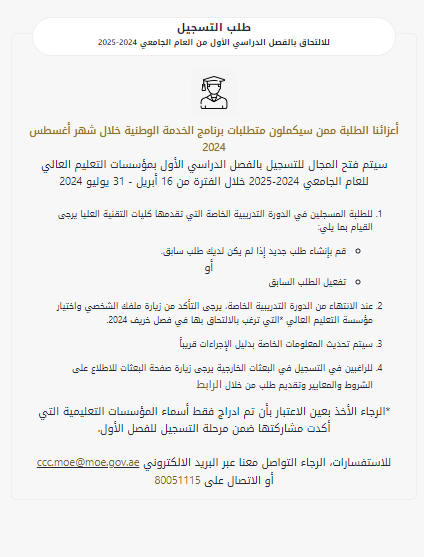 طلب التسجيل
للالتحاق بالفصل الدراسي الأول من العام الجامعي 2024-2025
أعزائنا الطلبة ممن سيكملون متطلبات برنامج الخدمة الوطنية خلال شهر أغسطس
2024
سيتم فتح المجال للتسجيل بالفصل الدراسي الأول بمؤسسات التعليم العالي
للعام الجامعي 2024-2025 خلال الفترة من 16 أبريل - 31 يوليو 2024
1. للطلبة المسجلين في الدورة التدريبية الخاصة التي تقدمها كليات التقنية العليا يرجى
القيام بما يلي:
قم بإنشاء طلب جديد إذا لم يكن لديك طلب سابق.
أو
تفعيل الطلب السابق
2. عند الانتهاء من الدورة التدريبية الخاصة، يرجى التأكد من زيارة ملفك الشخصي واختيار
مؤسسة التعليم العالي *التي ترغب بالالتحاق بها في فصل خريف 2024.
3. سيتم تحديث المعلومات الخاصة بدليل الإجراءات قريباً
4. للراغبين في التسجيل في البعثات الخارجية يرجى زيارة صفحة البعثات للاطلاع على
الشروط والمعايير وتقديم طلب من خلال الرابط
*الرجاء الأخذ بعين الاعتبار بأن تم ادراج فقط أسماء المؤسسات التعليمية التي
أكدت مشاركتها ضمن مرحلة التسجيل للفصل الأول.
للاستفسارات، الرجاء التواصل معنا عبر البريد الالكتروني ccc.moe@moe.gov.ae
أو الاتصال على 80051115